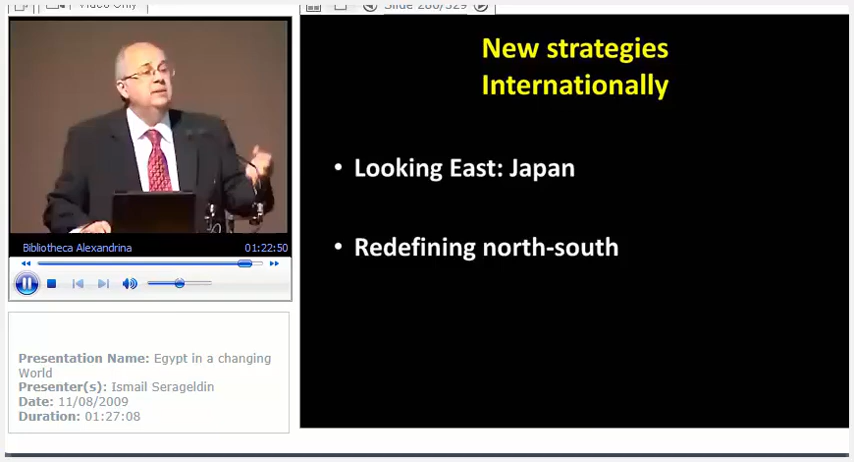 Video Only
Slide 280/329
New strategies
Internationally
• Looking East: Japan
• Redefining north-south
Bibliotheca Alexandrina 01:22:50
Presentation Name: Egypt in a changing
World
Presenter(s): Ismail Serageldin
Date: 11/08/2009
Duration: 01:27:08